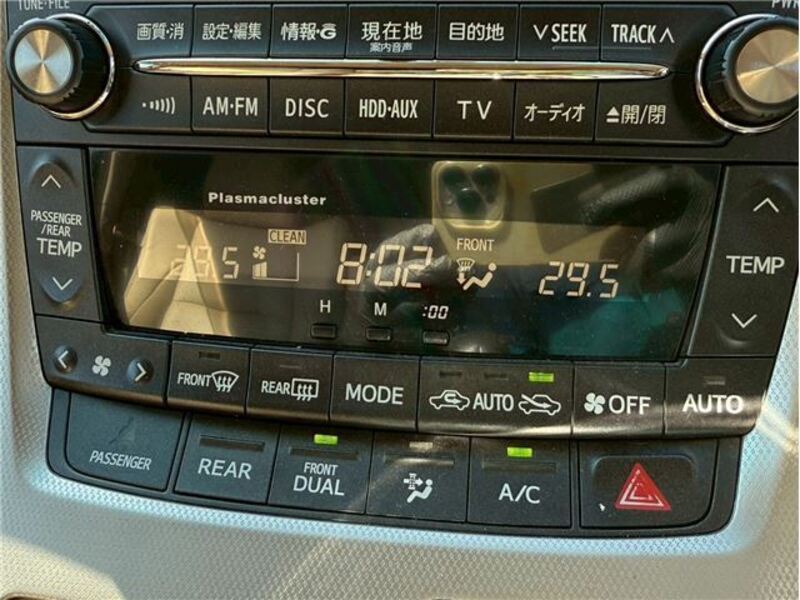 TUNE·FILE
PWR
画質·消
設定·編集
情報·G
現在地
案内音声
目的地
∨ SEEK
TRACK ∧
AM·FM
DISC
HDD·AUX
TV
オーディオ
⏏開/閉
PASSENGER
/REAR
TEMP
Plasmacluster
CLEAN
29.5
8:02
FRONT
29.5
H
M
:00
TEMP
FRONT
REAR
MODE
AUTO
OFF
AUTO
PASSENGER
REAR
FRONT
DUAL
A/C